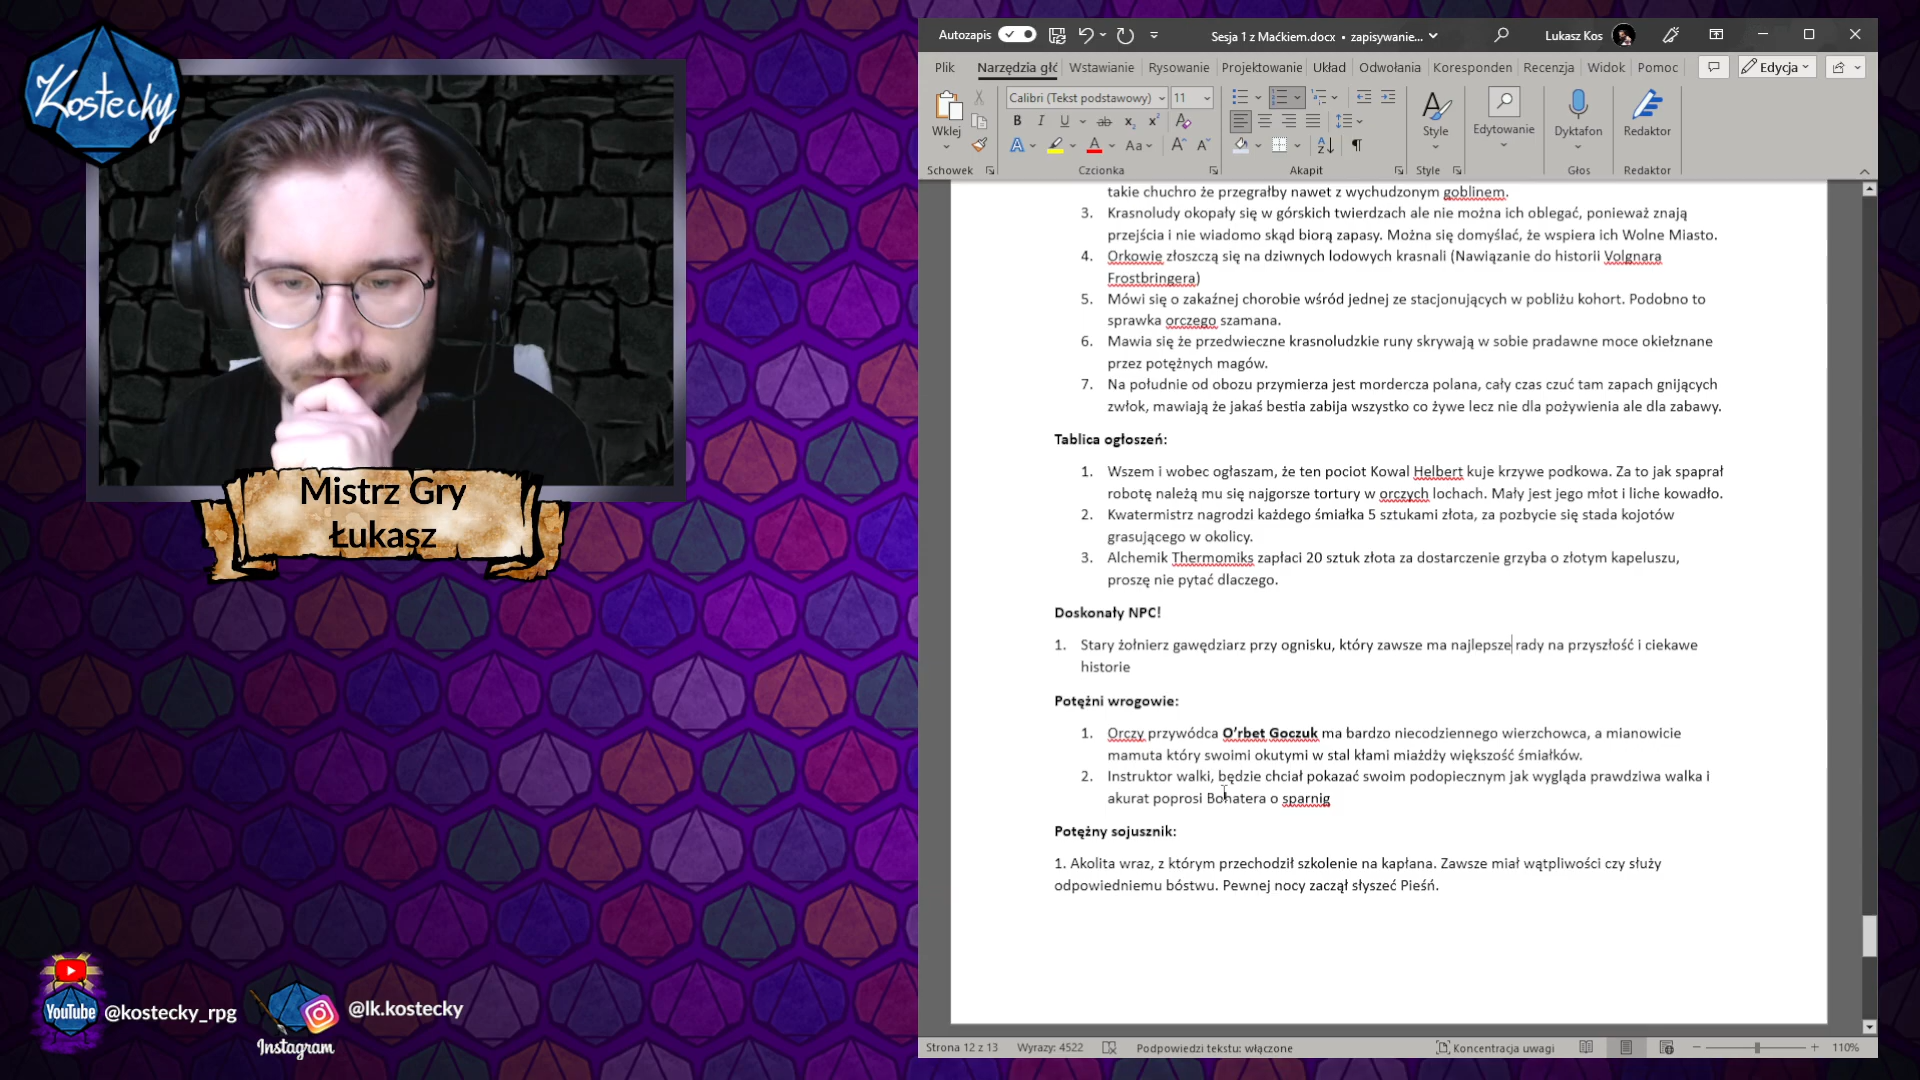 Kostecky
Mistrz Gry
Łukasz
YouTube @kostecky_rpg
@lk.kostecky
Instagram
Autozapis
Sesja 1 z Maćkiem.docx • zapisywanie...
Lukasz Kos
Plik Narzędzia głó Wstawianie Rysowanie Projektowanie Układ Odwołania Koresponden Recenzja Widok Pomoc
Edycja
Calibri (Tekst podstawowy) 11
Wklej
B I U ab x₂ x²
A A Aa A A
Style Edytowanie Dyktafon Redaktor
Schowek Czcionka Akapit Style Głos Redaktor
takie chuchro że przegrałby nawet z wychudzonym goblinem.
3. Krasnoludy okopały się w górskich twierdzach ale nie można ich oblegać, ponieważ znają
przejścia i nie wiadomo skąd biorą zapasy. Można się domyślać, że wspiera ich Wolne Miasto.
4. Orkowie złoszczą się na dziwnych lodowych krasnali (Nawiązanie do historii Volgnara
Frostbringera)
5. Mówi się o zakaźnej chorobie wśród jednej ze stacjonujących w pobliżu kohort. Podobno to
sprawka orczego szamana.
6. Mawia się że przedwieczne krasnoludzkie runy skrywają w sobie pradawne moce okiełznane
przez potężnych magów.
7. Na południe od obozu przymierza jest mordercza polana, cały czas czuć tam zapach gnijących
zwłok, mawiają że jakaś bestia zabija wszystko co żywe lecz nie dla pożywienia ale dla zabawy.
Tablica ogłoszeń:
1. Wszem i wobec ogłaszam, że ten pociot Kowal Helbert kuje krzywe podkowa. Za to jak spaprał
robotę należą mu się najgorsze tortury w orczych lochach. Mały jest jego młot i liche kowadło.
2. Kwatermistrz nagrodzi każdego śmiałka 5 sztukami złota, za pozbycie się stada kojotów
grasującego w okolicy.
3. Alchemik Thermomiks zapłaci 20 sztuk złota za dostarczenie grzyba o złotym kapeluszu,
proszę nie pytać dlaczego.
Doskonały NPC!
1. Stary żołnierz gawędziarz przy ognisku, który zawsze ma najlepsze rady na przyszłość i ciekawe
historie
Potężni wrogowie:
1. Orczy przywódca O'rbet Goczuk ma bardzo niecodziennego wierzchowca, a mianowicie
mamuta który swoimi okutymi w stal kłami miażdży większość śmiałków.
2. Instruktor walki, będzie chciał pokazać swoim podopiecznym jak wygląda prawdziwa walka i
akurat poprosi Bohatera o sparnig
Potężny sojusznik:
1. Akolita wraz, z którym przechodził szkolenie na kapłana. Zawsze miał wątpliwości czy służy
odpowiedniemu bóstwu. Pewnej nocy zaczął słyszeć Pieśń.
Strona 12 z 13 Wyrazy: 4522 Podpowiedzi tekstu: włączone Koncentracja uwagi 110%